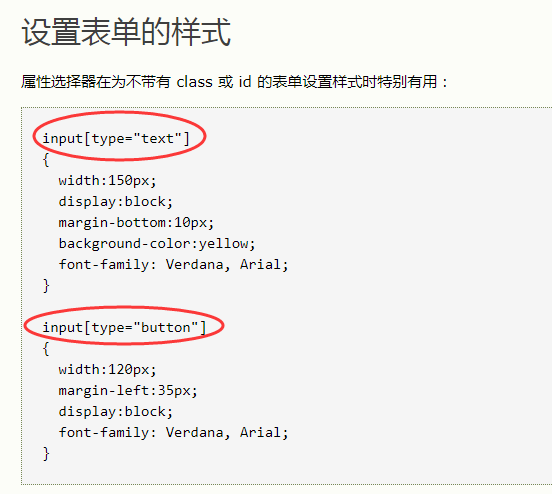 设置表单的样式
属性选择器在为不带有 class 或 id 的表单设置样式时特别有用：
input[type="text"]
{
  width:150px;
  display:block;
  margin-bottom:10px;
  background-color:yellow;
  font-family: Verdana, Arial;
}
input[type="button"]
{
  width:120px;
  margin-left:35px;
  display:block;
  font-family: Verdana, Arial;
}